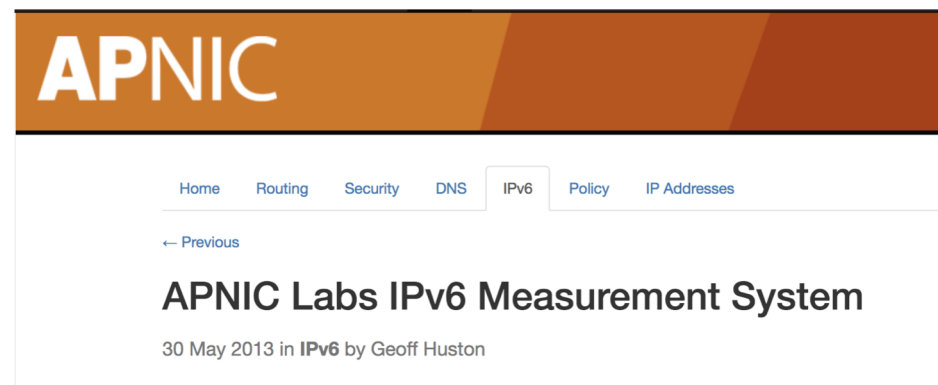 APNIC
Home Routing Security DNS IPv6 Policy IP Addresses
← Previous
APNIC Labs IPv6 Measurement System
30 May 2013 in IPv6 by Geoff Huston